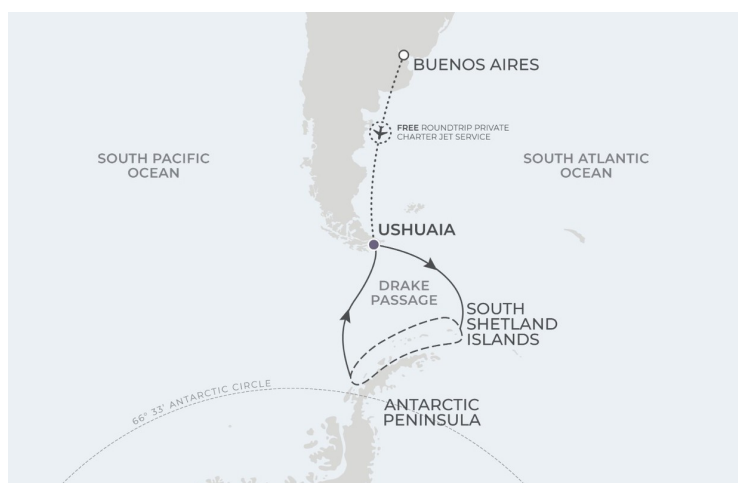 BUENOS AIRES
FREE ROUNDTRIP PRIVATE
CHARTER JET SERVICE
SOUTH PACIFIC
OCEAN
SOUTH ATLANTIC
OCEAN
USHUAIA
DRAKE
PASSAGE
SOUTH
SHETLAND
ISLANDS
66° 33' ANTARCTIC CIRCLE
ANTARCTIC
PENINSULA